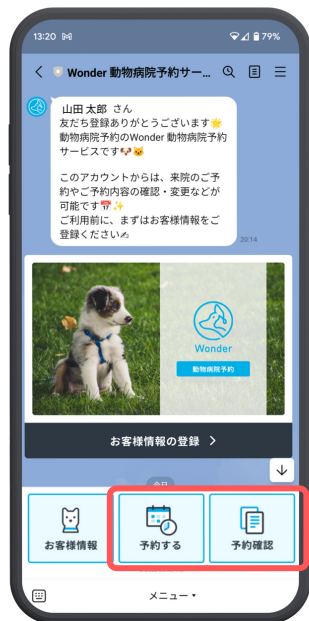 13:20
79%
Wonder 動物病院予約サー...
山田 太郎 さん
友だち登録ありがとうございます🌟
動物病院予約のWonder 動物病院予約
サービスです🐶🐱
このアカウントからは、来院のご予
約やご予約内容の確認・変更などが
可能です📅✨
ご利用前に、まずはお客様情報をご
登録ください✍
20:14
Wonder
動物病院予約
お客様情報の登録
今日
お客様情報
予約する
予約確認
メニュー